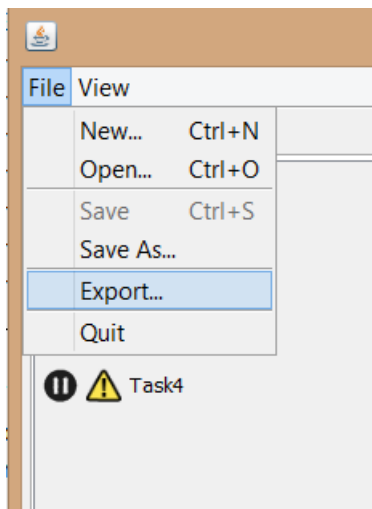 File View
New... Ctrl+N
Open... Ctrl+O
Save Ctrl+S
Save As...
Export...
Quit
Task4